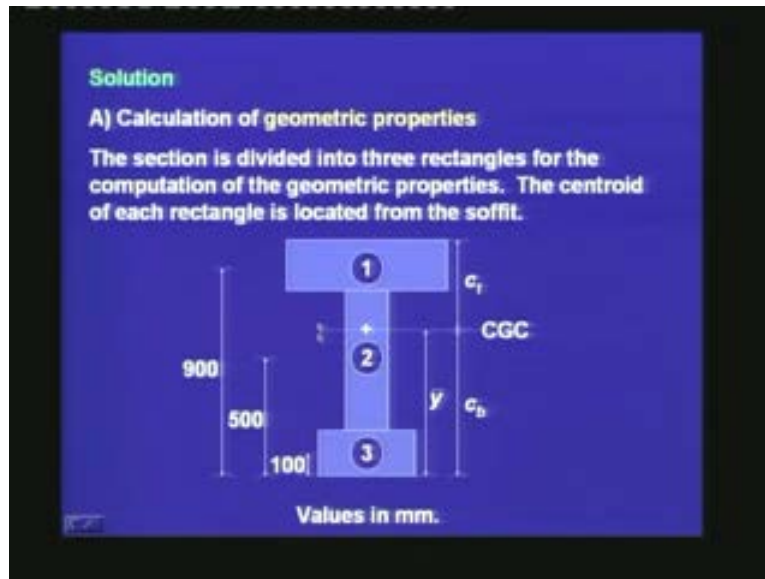 Solution
A) Calculation of geometric properties
The section is divided into three rectangles for the
computation of the geometric properties. The centroid
of each rectangle is located from the soffit.
1
c_t
CGC
2
900
y
c_b
500
3
100
Values in mm.